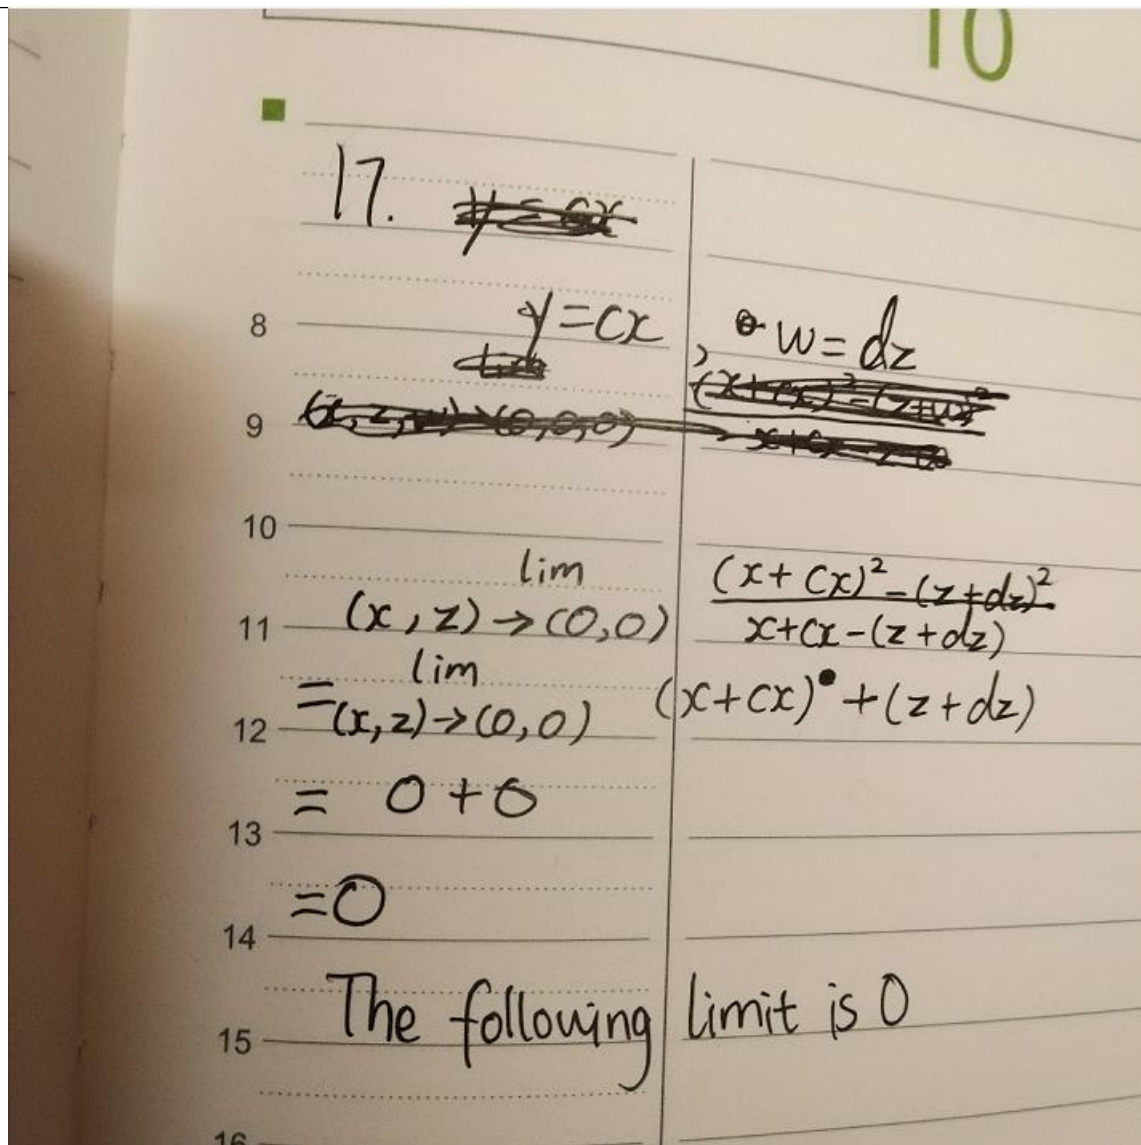 10
17.
8 y=cx , w=dz
9
10
lim (x+cx)²-(z+dz)²
11 (x,z)→(0,0) x+cx-(z+dz)
lim
12 =(x,z)→(0,0) (x+cx)+(z+dz)
= 0+0
13
=0
14
The following limit is 0
15
16